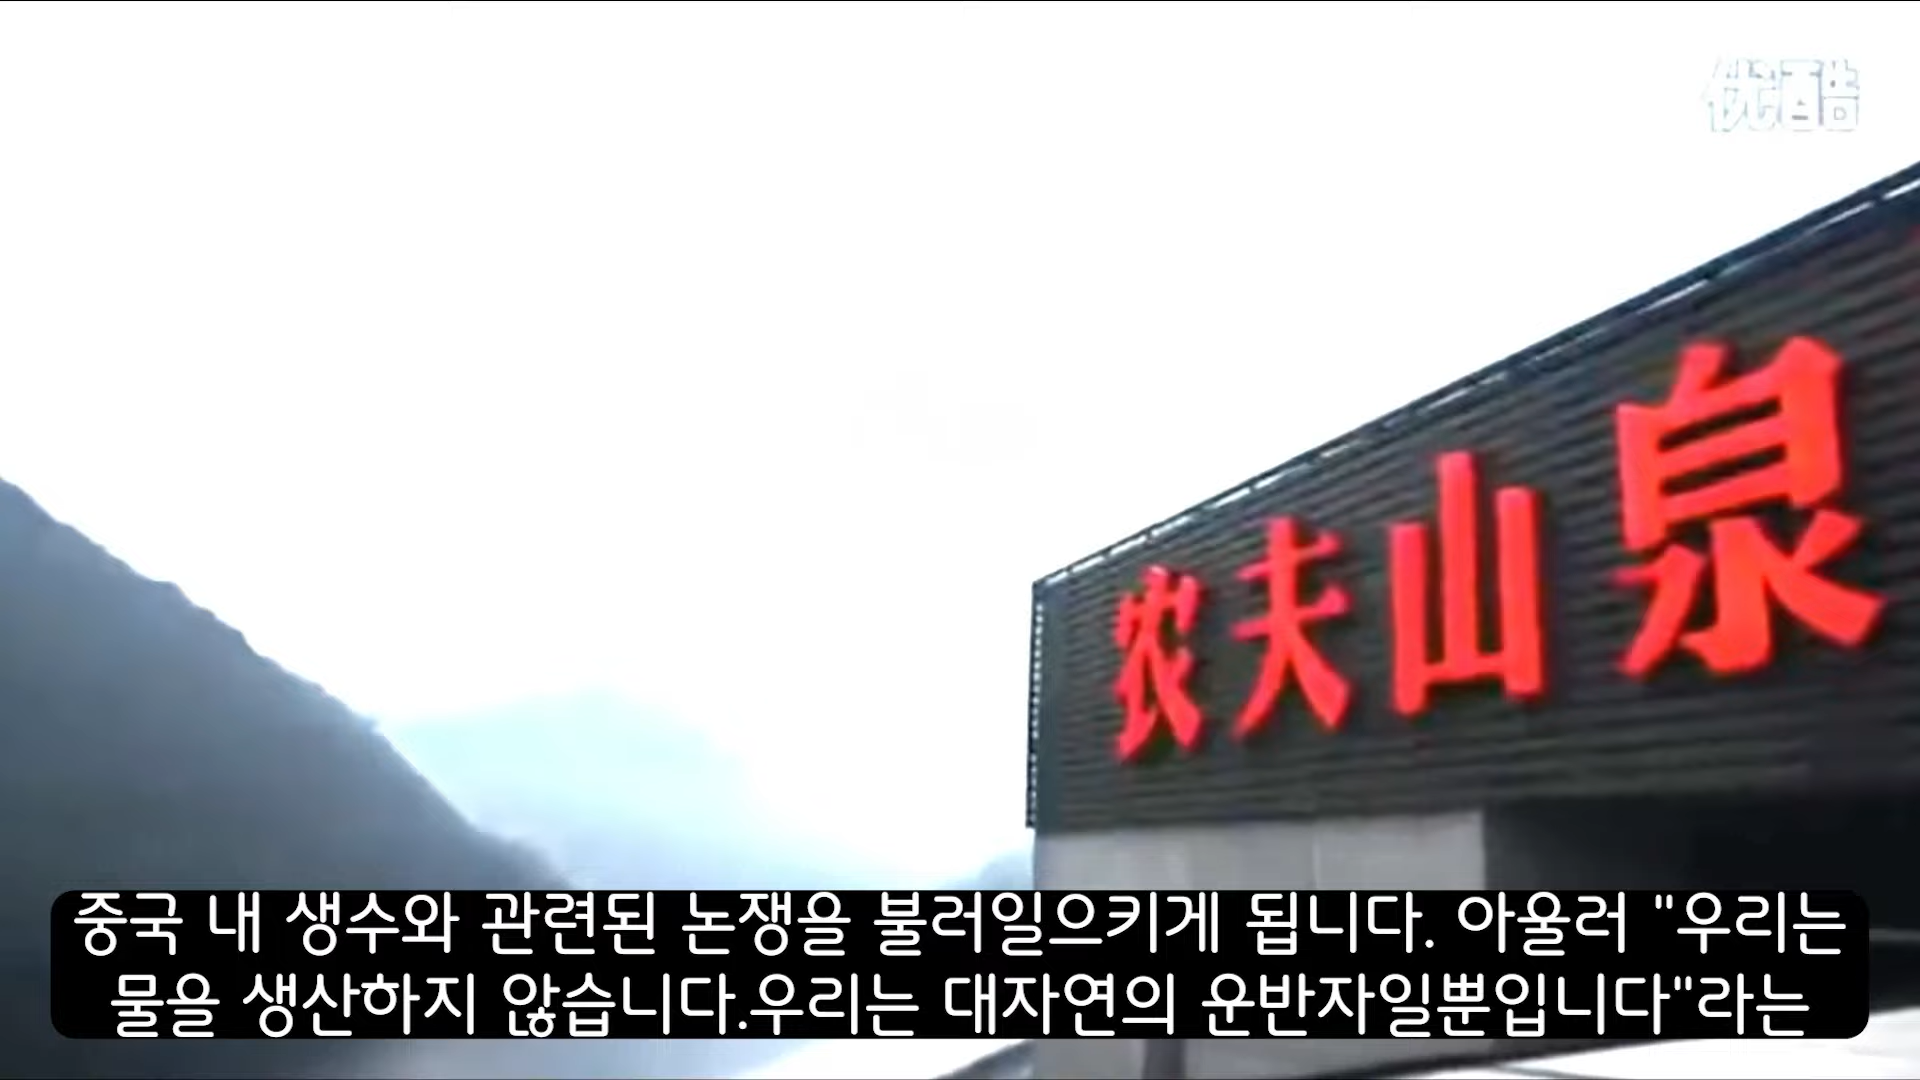 优酷
农夫山泉
중국 내 생수와 관련된 논쟁을 불러일으키게 됩니다. 아울러 "우리는
물을 생산하지 않습니다.우리는 대자연의 운반자일뿐입니다"라는